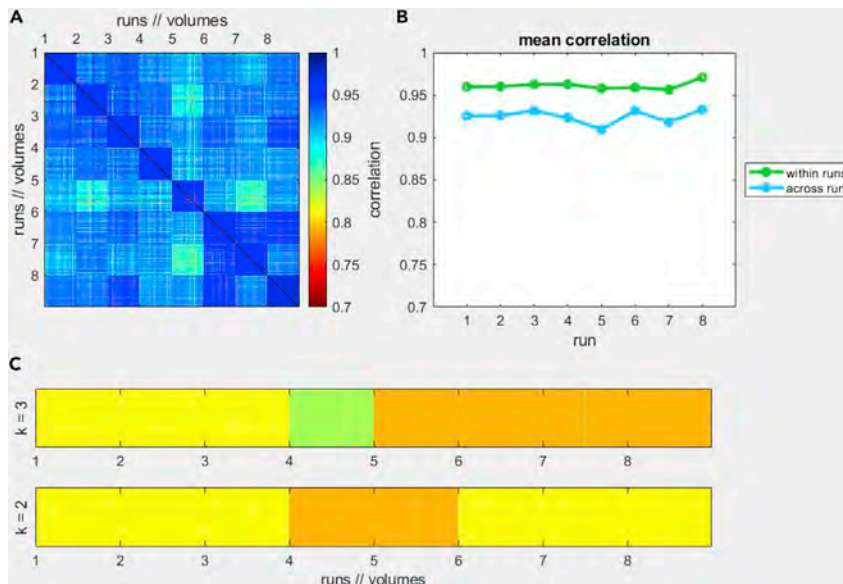 A
runs // volumes
1 2 3 4 5 6 7 8
1
2
3
4
5
6
7
8
runs // volumes
1
0.95
0.9
0.85
0.8
0.75
0.7
correlation
B
mean correlation
1
0.95
0.9
0.85
0.8
0.75
0.7
1 2 3 4 5 6 7 8
run
within runs
across run
C
k = 3
1 2 3 4 5 6 7 8
k = 2
1 2 3 4 5 6 7 8
runs // volumes